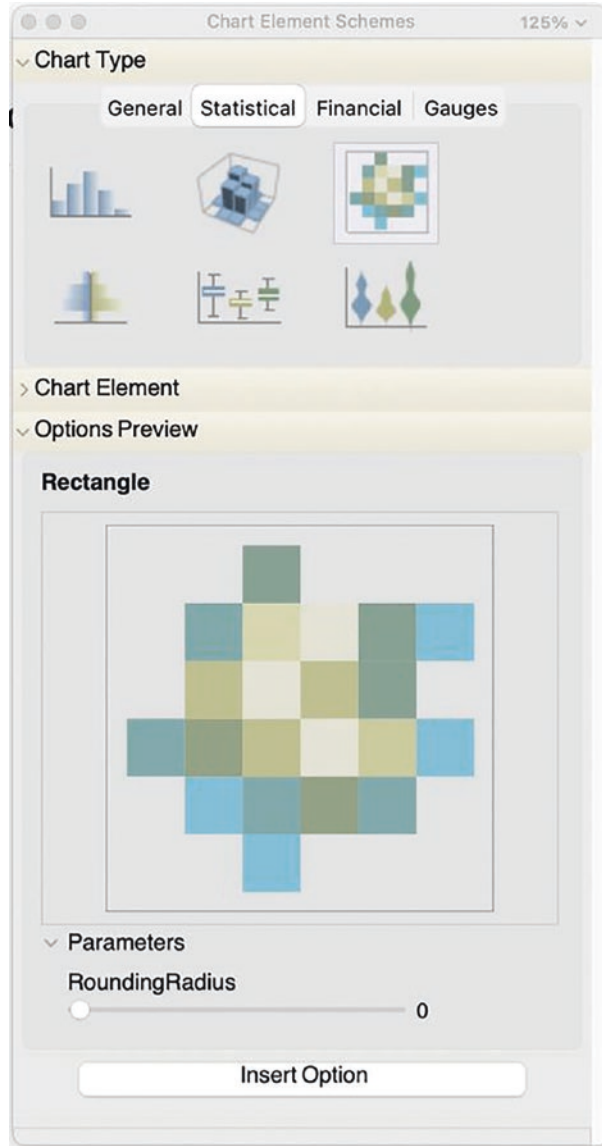 Chart Element Schemes 125%
Chart Type
General Statistical Financial Gauges
Chart Element
Options Preview
Rectangle
Parameters
RoundingRadius
0
Insert Option